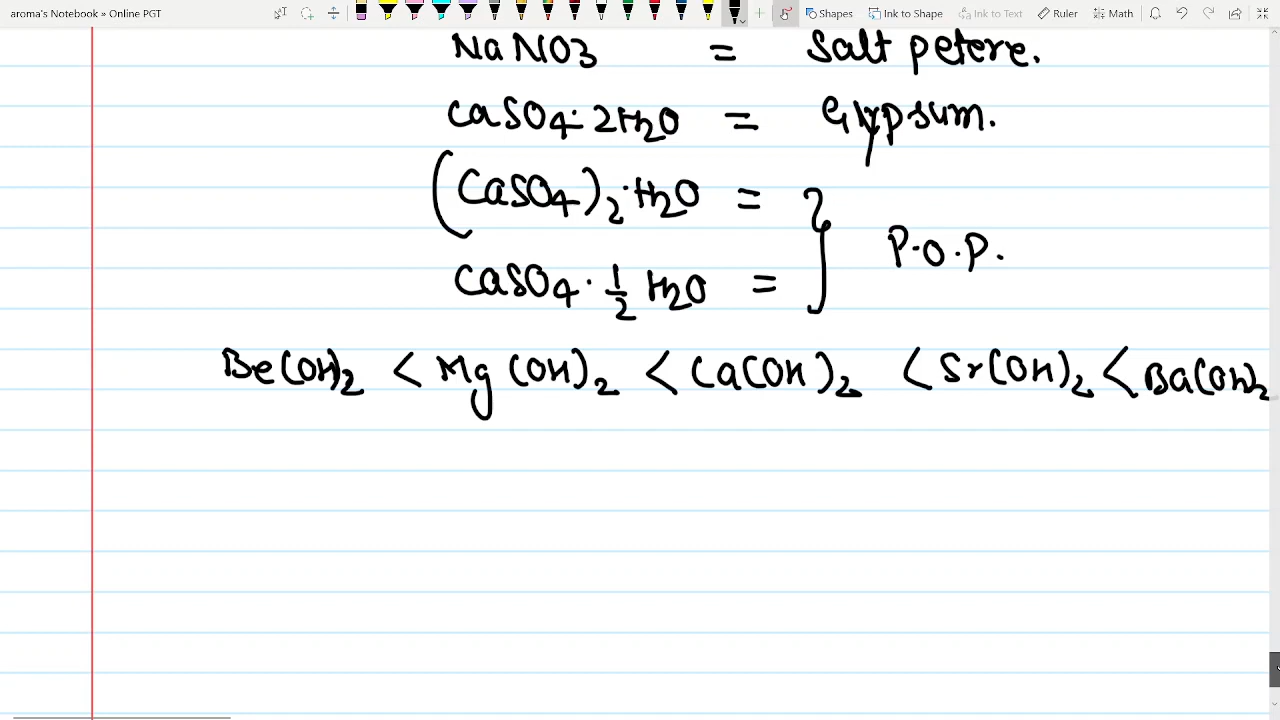 aroma's Notebook » Online PGT
Shapes Ink to Shape Ink to Text Ruler Math
NaNO3 = Salt petere.
CaSO4·2H2O = Gypsum.
(CaSO4)2·H2O =
P.O.P.
CaSO4·1/2 H2O =
Be(OH)2 < Mg(OH)2 < Ca(OH)2 < Sr(OH)2 < Ba(OH)2